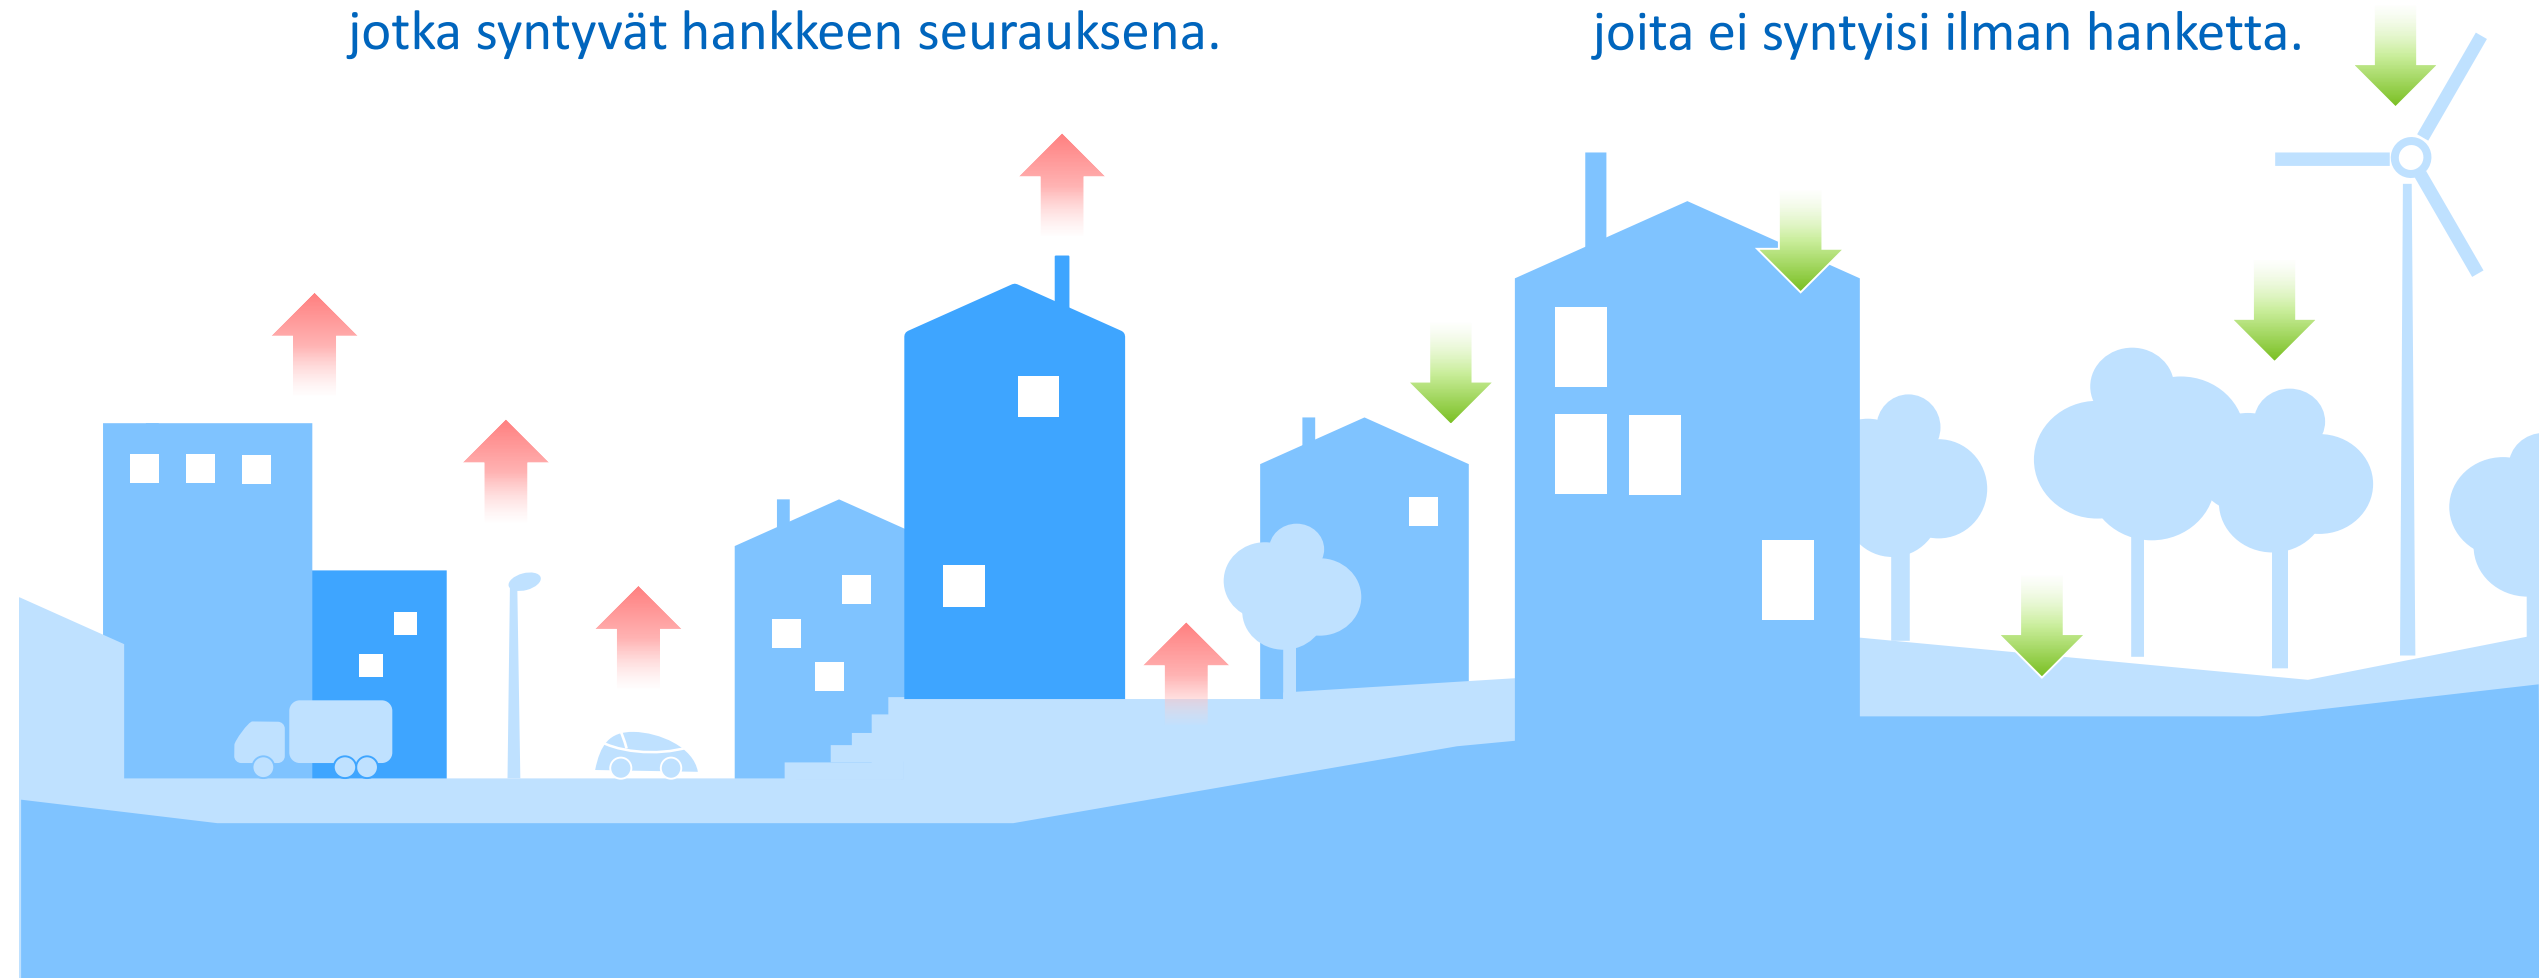 jotka syntyvät hankkeen seurauksena.
joita ei syntyisi ilman hanketta.